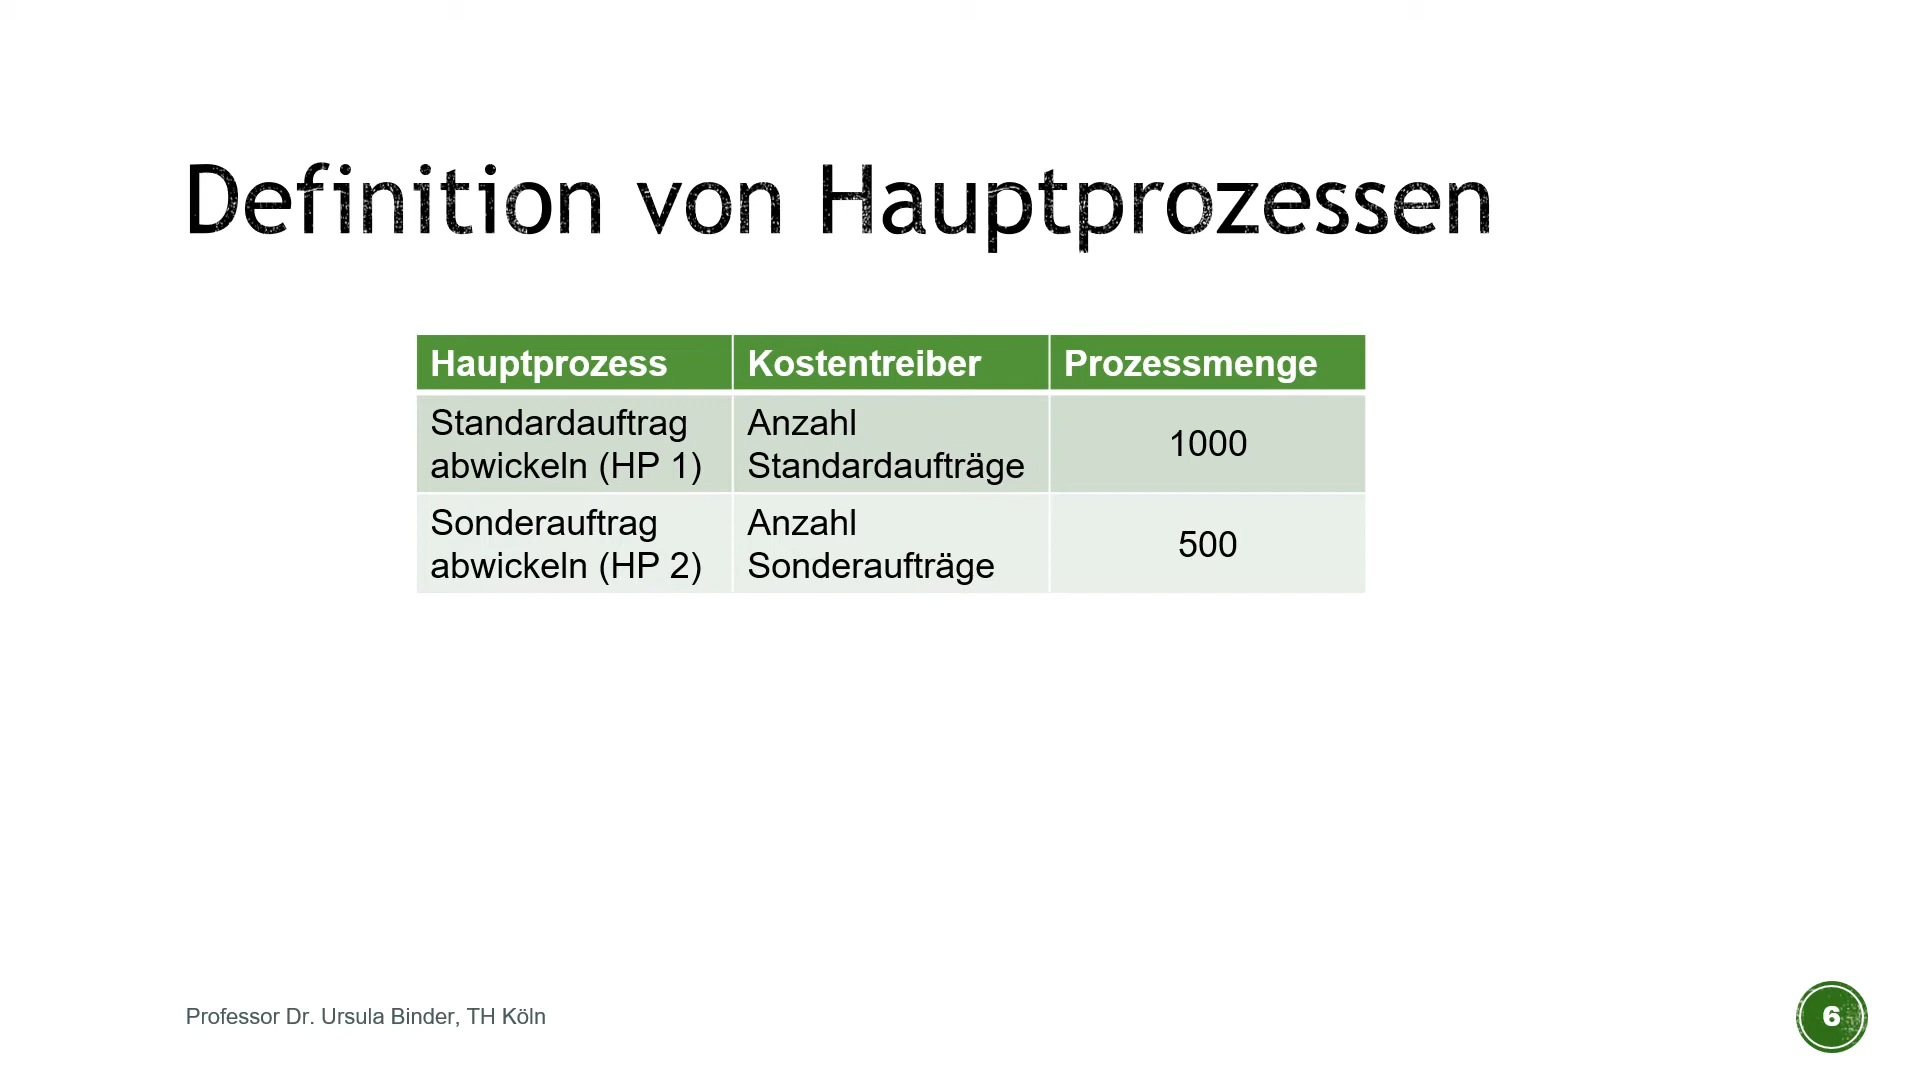 Definition von Hauptprozessen
Hauptprozess Kostentreiber Prozessmenge
Standardauftrag
abwickeln (HP 1)
Anzahl
Standardaufträge
1000
Sonderauftrag
abwickeln (HP 2)
Anzahl
Sonderaufträge
500
Professor Dr. Ursula Binder, TH Köln
6